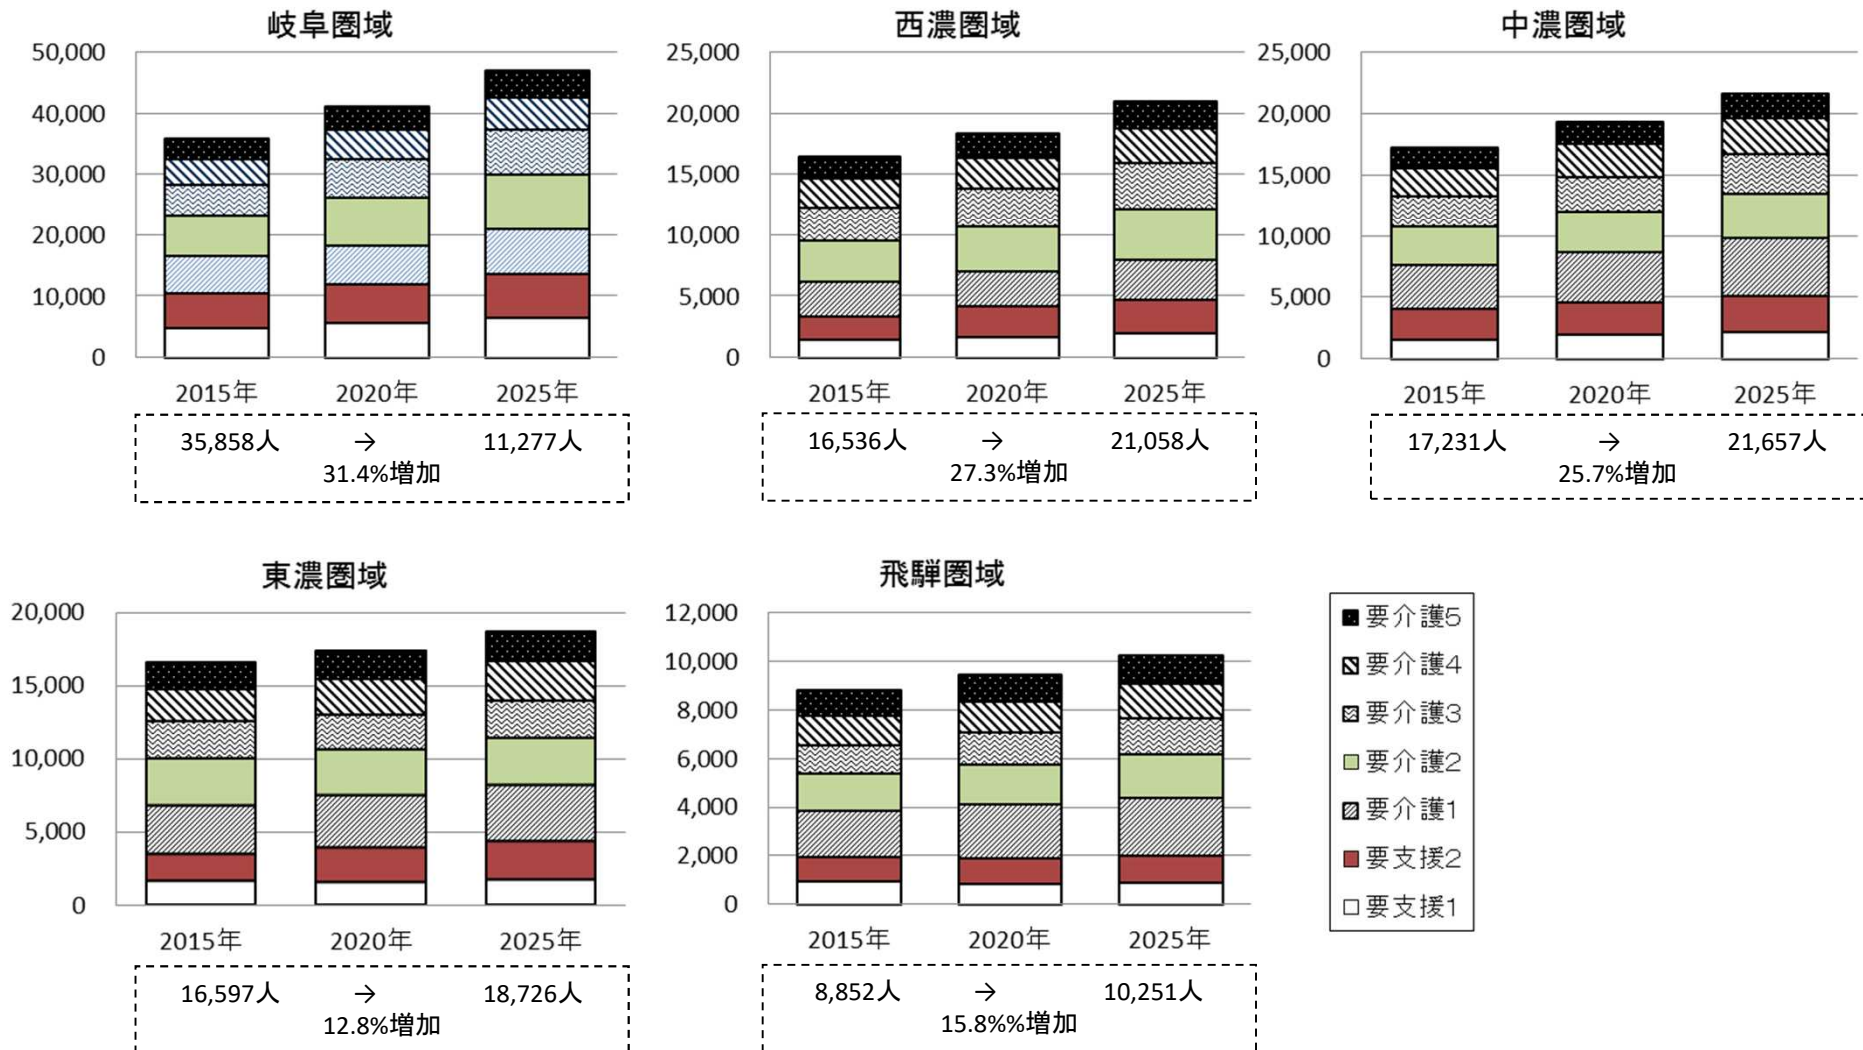 岐阜圏域
50,000
40,000
30,000
20,000
10,000
0
2015年 2020年 2025年
35,858人 → 11,277人
31.4%増加
西濃圏域
25,000
20,000
15,000
10,000
5,000
0
2015年 2020年 2025年
16,536人 → 21,058人
27.3%増加
中濃圏域
25,000
20,000
15,000
10,000
5,000
0
2015年 2020年 2025年
17,231人 → 21,657人
25.7%増加
東濃圏域
20,000
15,000
10,000
5,000
0
2015年 2020年 2025年
16,597人 → 18,726人
12.8%増加
飛騨圏域
12,000
10,000
8,000
6,000
4,000
2,000
0
2015年 2020年 2025年
8,852人 → 10,251人
15.8%%増加
要介護5
要介護4
要介護3
要介護2
要介護1
要支援2
要支援1